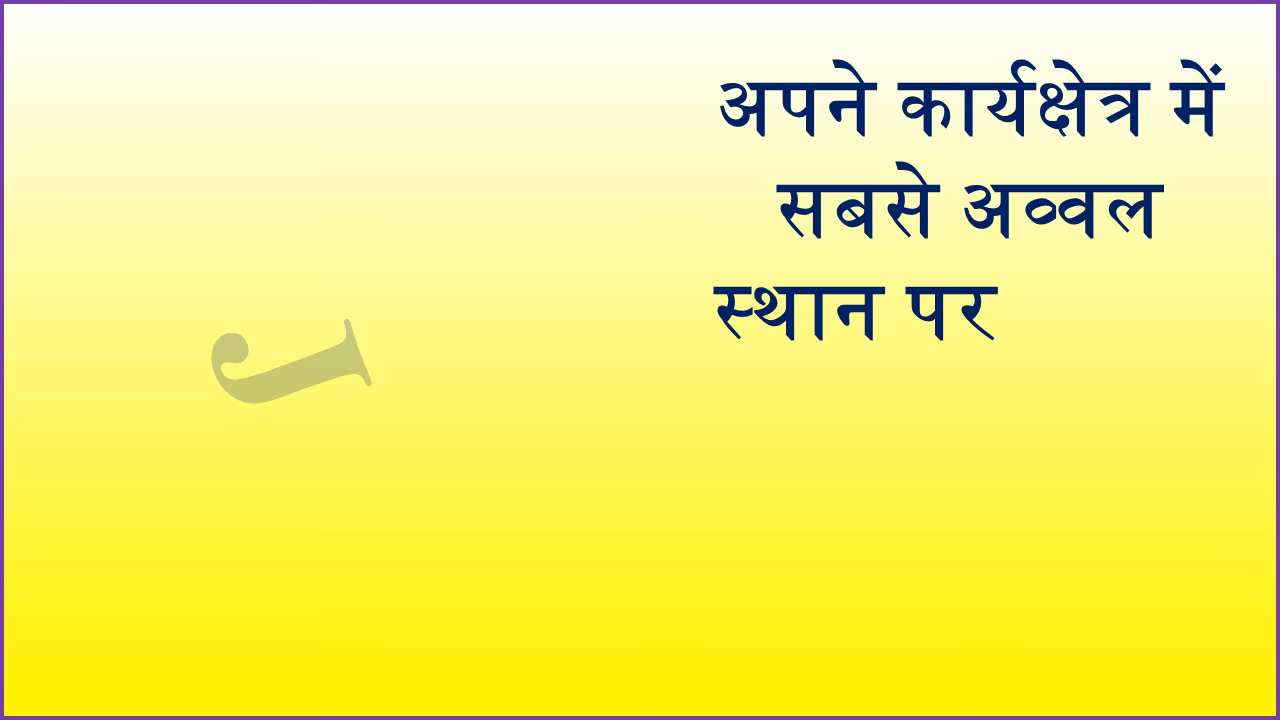 अपने कार्यक्षेत्र में
सबसे अव्वल
स्थान पर
J